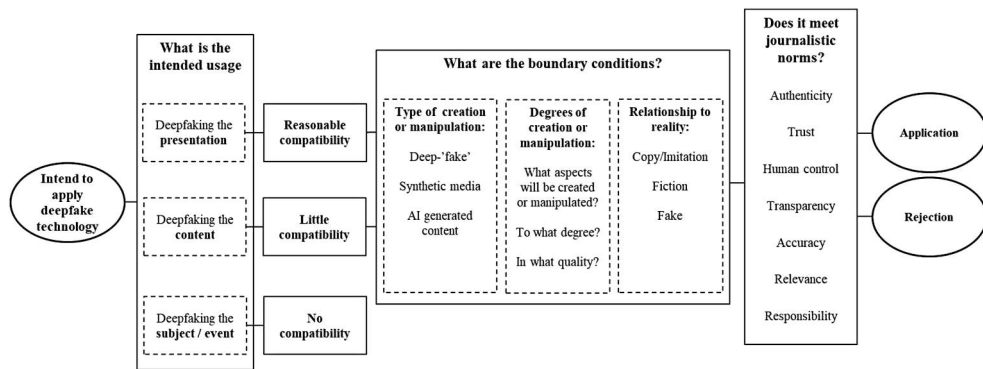 Intend to
apply
deepfake
technology
What is the
intended usage
Deepfaking the
presentation
Deepfaking the
content
Deepfaking the
subject / event
Reasonable
compatibility
Little
compatibility
No
compatibility
What are the boundary conditions?
Type of creation
or manipulation:
Deep-'fake'
Synthetic media
AI generated
content
Degrees of
creation or
manipulation:
What aspects
will be created
or manipulated?
To what degree?
In what quality?
Relationship to
reality:
Copy/Imitation
Fiction
Fake
Does it meet
journalistic
norms?
Authenticity
Trust
Human control
Transparency
Accuracy
Relevance
Responsibility
Application
Rejection